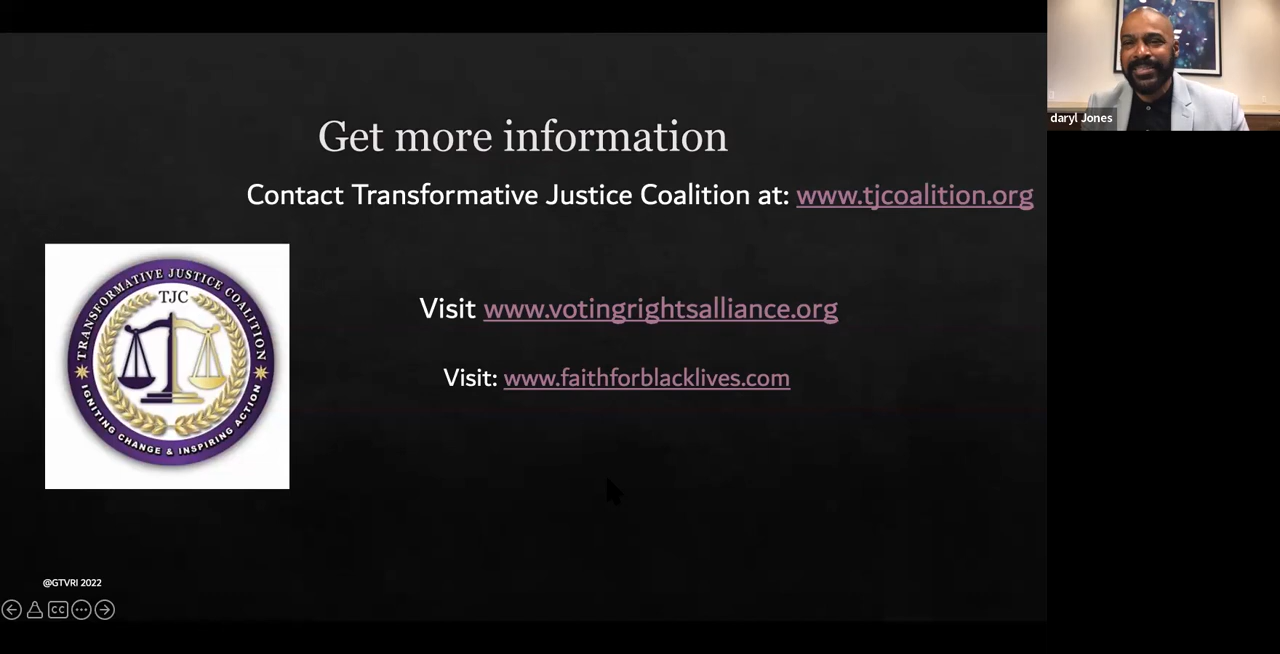 Get more information
Contact Transformative Justice Coalition at: www.tjcoalition.org
daryl Jones
TRANSFORMATIVE JUSTICE COALITION
TJC
IGNITING CHANGE & INSPIRING ACTION
Visit www.votingrightsalliance.org
Visit: www.faithforblacklives.com
@GTVRI 2022
CC